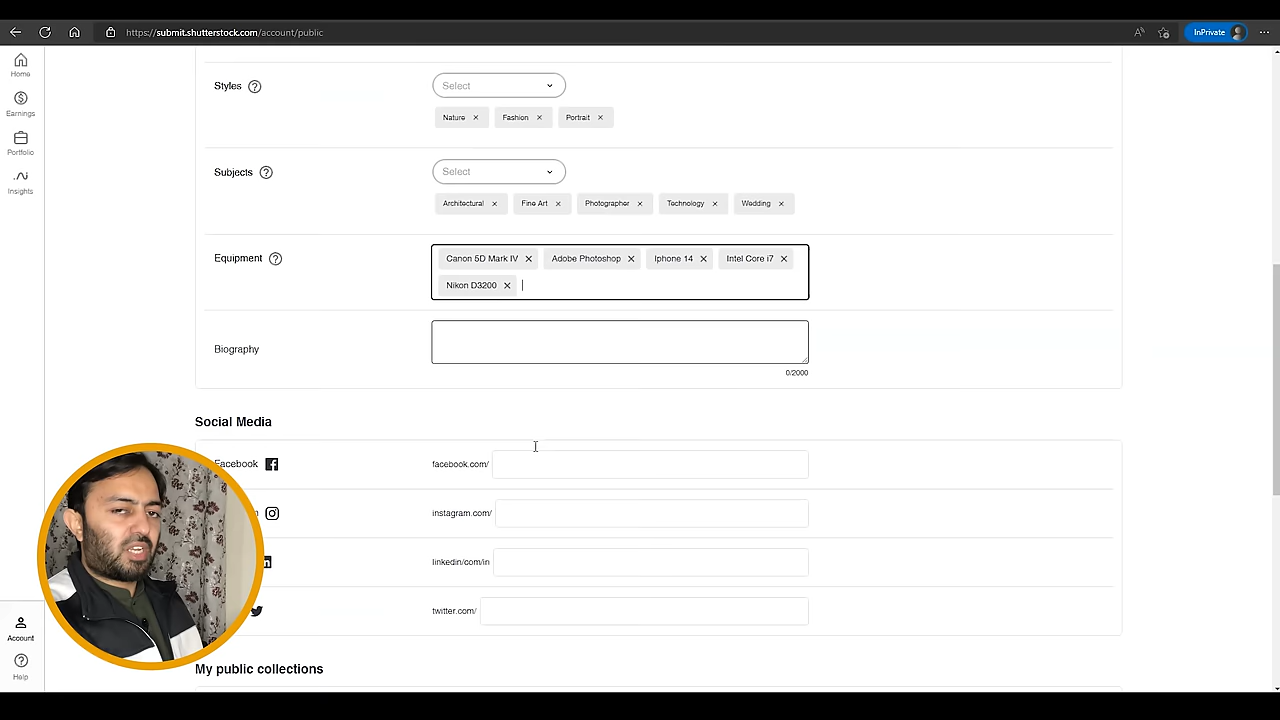 https://submit.shutterstock.com/account/public
InPrivate
Home
Earnings
Portfolio
Insights
Account
Help
Styles
Select
Nature
Fashion
Portrait
Subjects
Select
Architectural
Fine Art
Photographer
Technology
Wedding
Equipment
Canon 5D Mark IV
Adobe Photoshop
Iphone 14
Intel Core i7
Nikon D3200
Biography
0/2000
Social Media
Facebook
facebook.com/
instagram.com/
linkedin/com/in
twitter.com/
My public collections